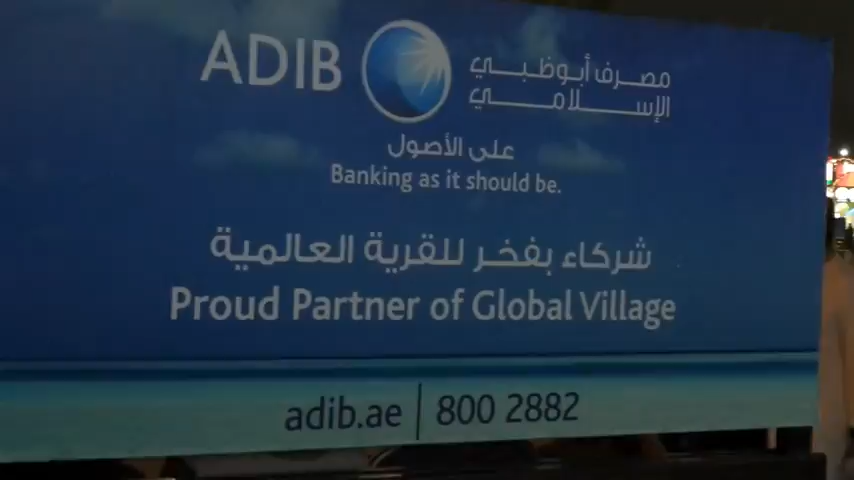 ADIB
مصرف أبوظبي
الإسلامي
على الأصول
Banking as it should be.
شركاء بفخر للقرية العالمية
Proud Partner of Global Village
adib.ae | 800 2882